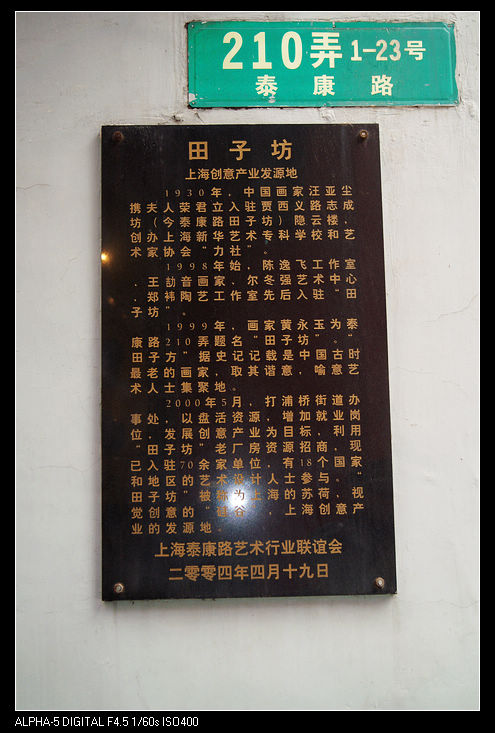 210弄 1-23号
泰康路
田子坊
上海创意产业发源地
1930年，中国画家汪亚尘
携夫人荣君立入驻贾西义路志成
坊（今泰康路田子坊）隐云楼，
创办上海新华艺术专科学校和艺
术家协会“力社”。
1998年始，陈逸飞工作室
、王劼音画家、尔冬强艺术中心
、郑祎陶艺工作室先后入驻“田
子坊”。
1999年，画家黄永玉为泰
康路210弄题名“田子坊”。“
田子方”据史记记载是中国古时
最老的画家，取其谐意，喻意艺
术人士集聚地。
2000年5月，打浦桥街道办
事处，以盘活资源，增加就业岗
位，发展创意产业为目标，利用
“田子坊”老厂房资源招商，现
已入驻70余家单位，有18个国家
和地区的艺术设计人士参与。“
田子坊”被称为上海的苏荷，视
觉创意的“硅谷”，上海创意产
业的发源地。
上海泰康路艺术行业联谊会
二零零四年四月十九日
ALPHA-5 DIGITAL F4.5 1/60s ISO400